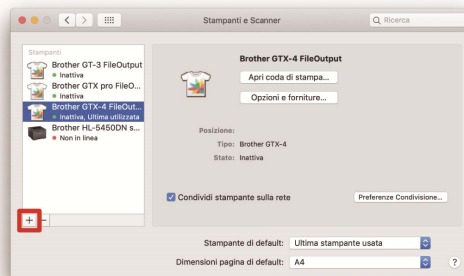 Stampanti e Scanner
Ricerca
Stampanti
Brother GT-3 FileOutput
Inattiva
Brother GTX pro FileO...
Inattiva
Brother GTX-4 FileOut...
Inattiva, Ultima utilizzata
Brother HL-5450DN s...
Non in linea
+ −
Brother GTX-4 FileOutput
Apri coda di stampa...
Opzioni e forniture...
Posizione:
Tipo: Brother GTX-4
Stato: Inattiva
Condividi stampante sulla rete
Preferenze Condivisione...
Stampante di default: Ultima stampante usata
Dimensioni pagina di default: A4
?